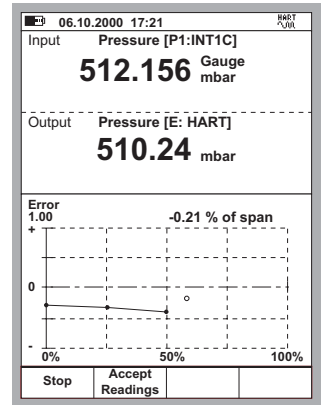 06.10.2000 17:21 HART
Input Pressure [P1:INT1C]
512.156 Gauge mbar
Output Pressure [E: HART]
510.24 mbar
Error
1.00 -0.21 % of span
+
0
-
0% 50% 100%
Stop Accept Readings